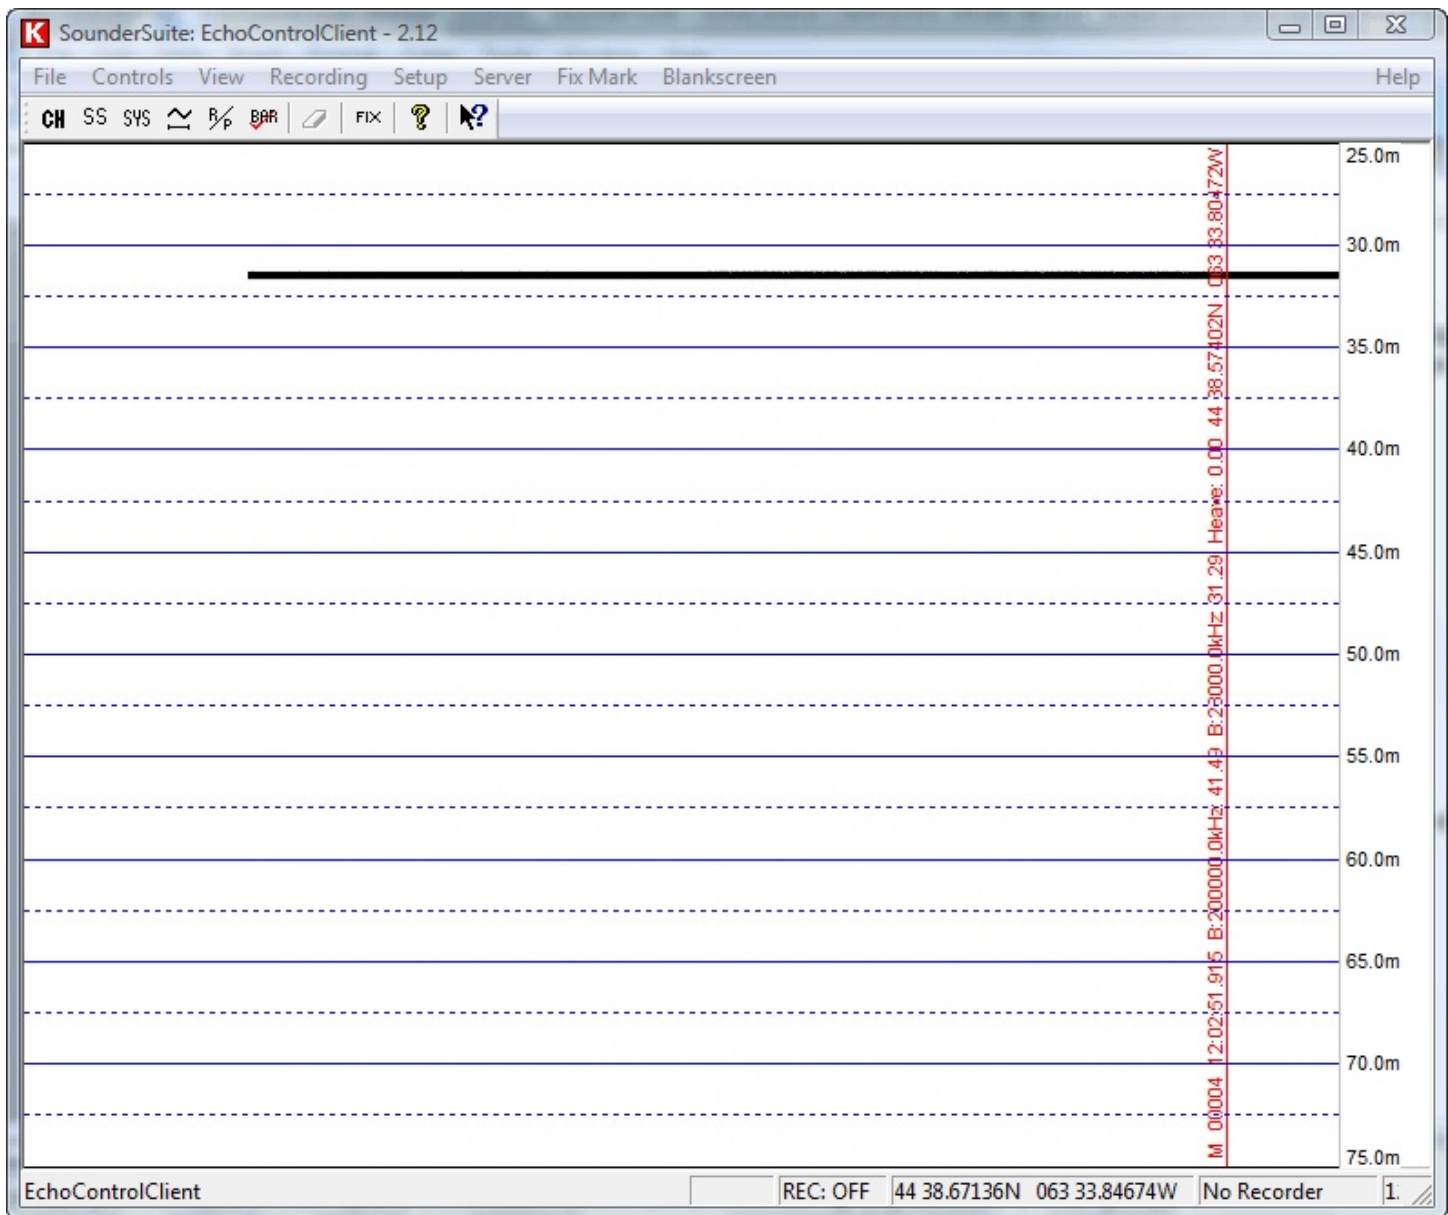 K SounderSuite: EchoControlClient - 2.12
File Controls View Recording Setup Server Fix Mark Blankscreen Help
CH SS SYS R/P BAR FIX ? ?
25.0m
30.0m
35.0m
40.0m
45.0m
50.0m
55.0m
60.0m
65.0m
70.0m
75.0m
M 00004 12:02:51.915 B:200000.0kHz 41.49 B:28000.0kHz 31.29 Heave: 0.00 44 38.57402N 063 33.80472W
EchoControlClient REC: OFF 44 38.67136N 063 33.84674W No Recorder